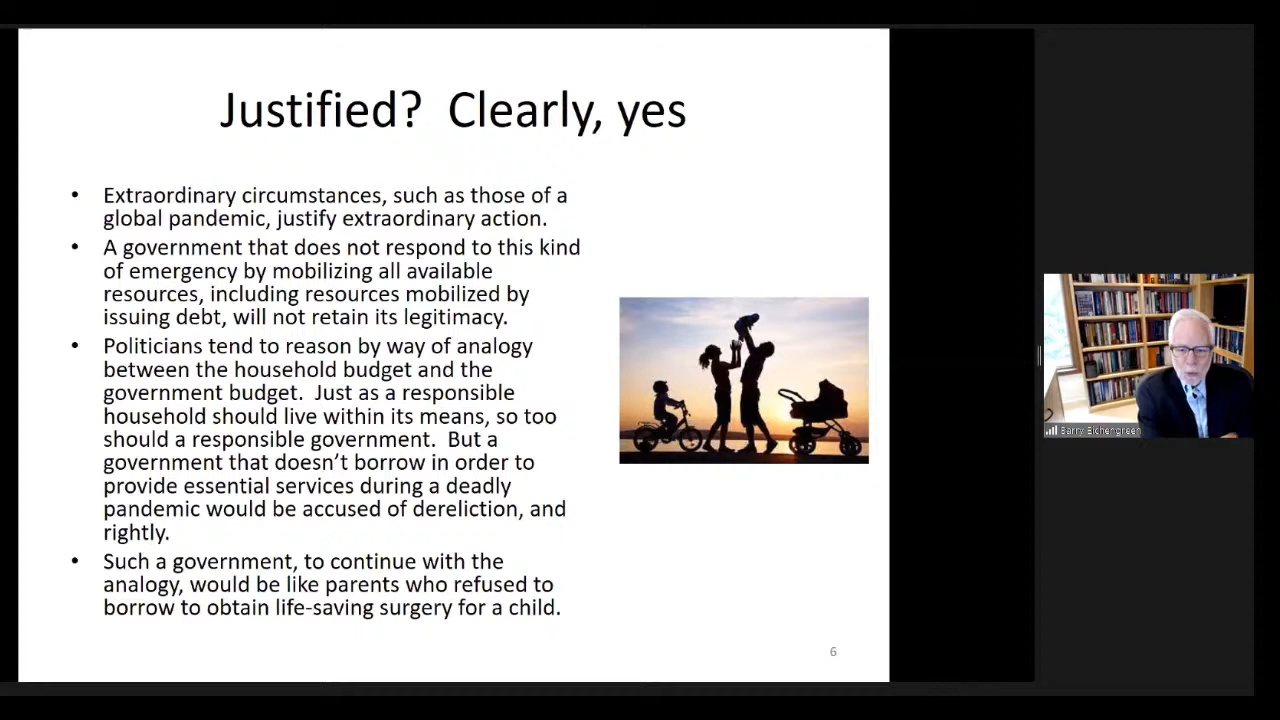 Justified?  Clearly, yes
• Extraordinary circumstances, such as those of a
global pandemic, justify extraordinary action.
• A government that does not respond to this kind
of emergency by mobilizing all available
resources, including resources mobilized by
issuing debt, will not retain its legitimacy.
• Politicians tend to reason by way of analogy
between the household budget and the
government budget.  Just as a responsible
household should live within its means, so too
should a responsible government.  But a
government that doesn’t borrow in order to
provide essential services during a deadly
pandemic would be accused of dereliction, and
rightly.
• Such a government, to continue with the
analogy, would be like parents who refused to
borrow to obtain life-saving surgery for a child.
6
Barry Eichengreen